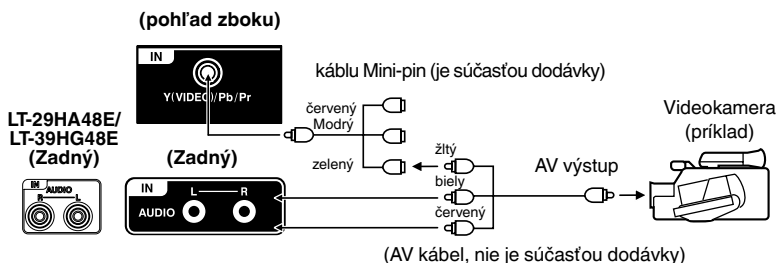 (pohľad zboku)
IN
Y(VIDEO)/Pb/Pr
káblu Mini-pin (je súčasťou dodávky)
červený
Modrý
zelený
LT-29HA48E/
LT-39HG48E
(Zadný)
IN
AUDIO
R L
(Zadný)
IN
L R
AUDIO
žltý
biely
červený
AV výstup
Videokamera
(príklad)
(AV kábel, nie je súčasťou dodávky)